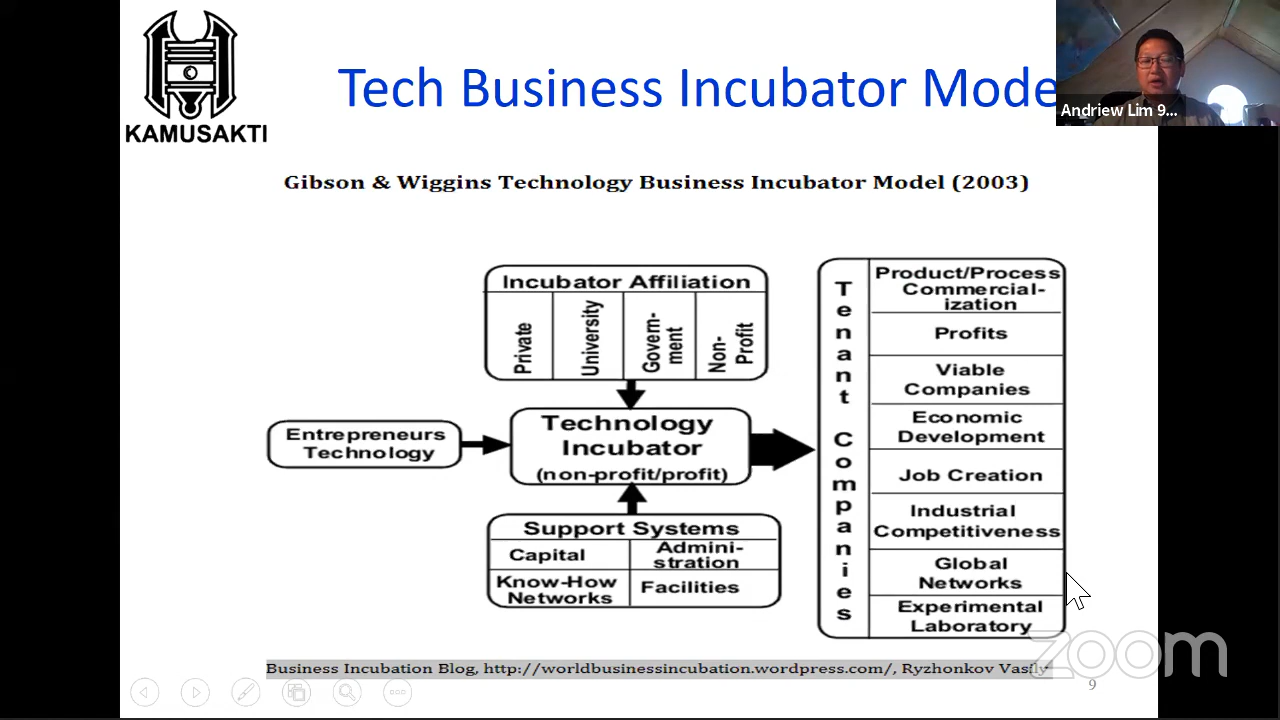 KAMUSAKTI
Tech Business Incubator Mode
Andriew Lim 9...
Gibson & Wiggins Technology Business Incubator Model (2003)
Incubator Affiliation
Private
University
Govern-
ment
Non-
Profit
Entrepreneurs
Technology
Technology
Incubator
(non-profit/profit)
Support Systems
Capital
Admini-
stration
Know-How
Networks
Facilities
Tenant Companies
Product/Process
Commercial-
ization
Profits
Viable
Companies
Economic
Development
Job Creation
Industrial
Competitiveness
Global
Networks
Experimental
Laboratory
Business Incubation Blog, http://worldbusinessincubation.wordpress.com/, Ryzhonkov Vasily
zoom
9